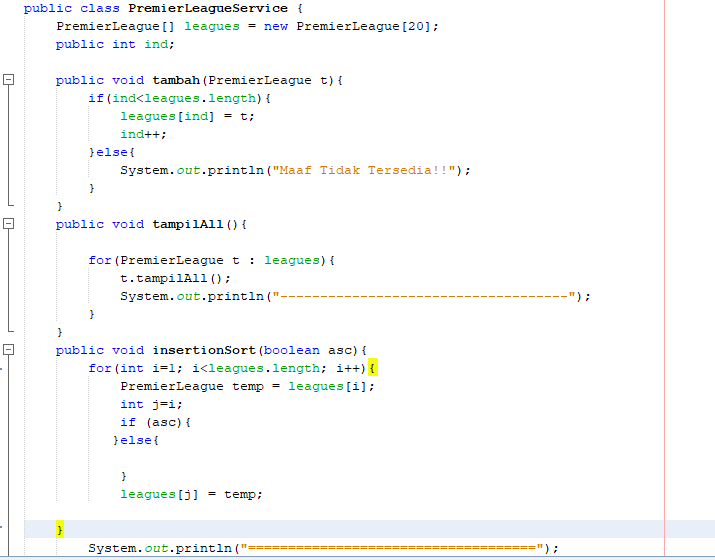 public class PremierLeagueService {
PremierLeague[] leagues = new PremierLeague[20];
public int ind;
public void tambah(PremierLeague t){
if(ind<leagues.length){
leagues[ind] = t;
ind++;
}else{
System.out.println("Maaf Tidak Tersedia!!");
}
}
public void tampilAll(){
for(PremierLeague t : leagues){
t.tampilAll();
System.out.println("------------------------------------");
}
}
public void insertionSort(boolean asc){
for(int i=1; i<leagues.length; i++){
PremierLeague temp = leagues[i];
int j=i;
if (asc){
}else{
}
leagues[j] = temp;
}
System.out.println("====================================");